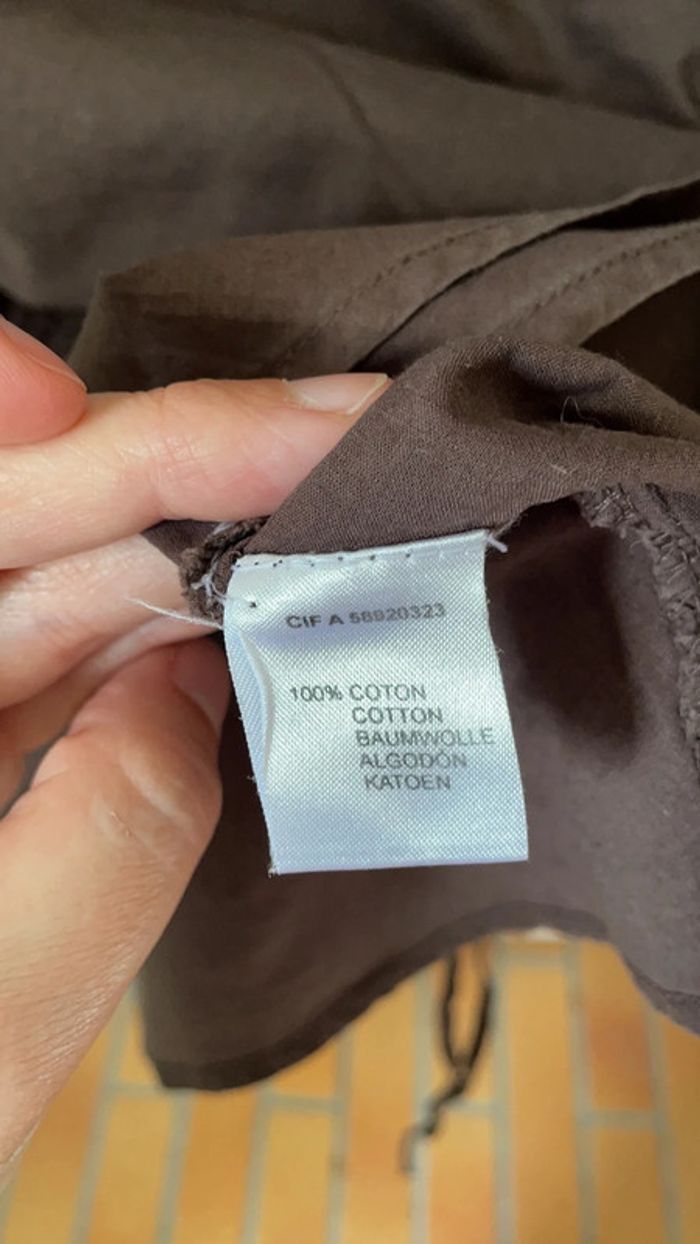 CIF A 58920323
100% COTON
COTTON
BAUMWOLLE
ALGODÓN
KATOEN